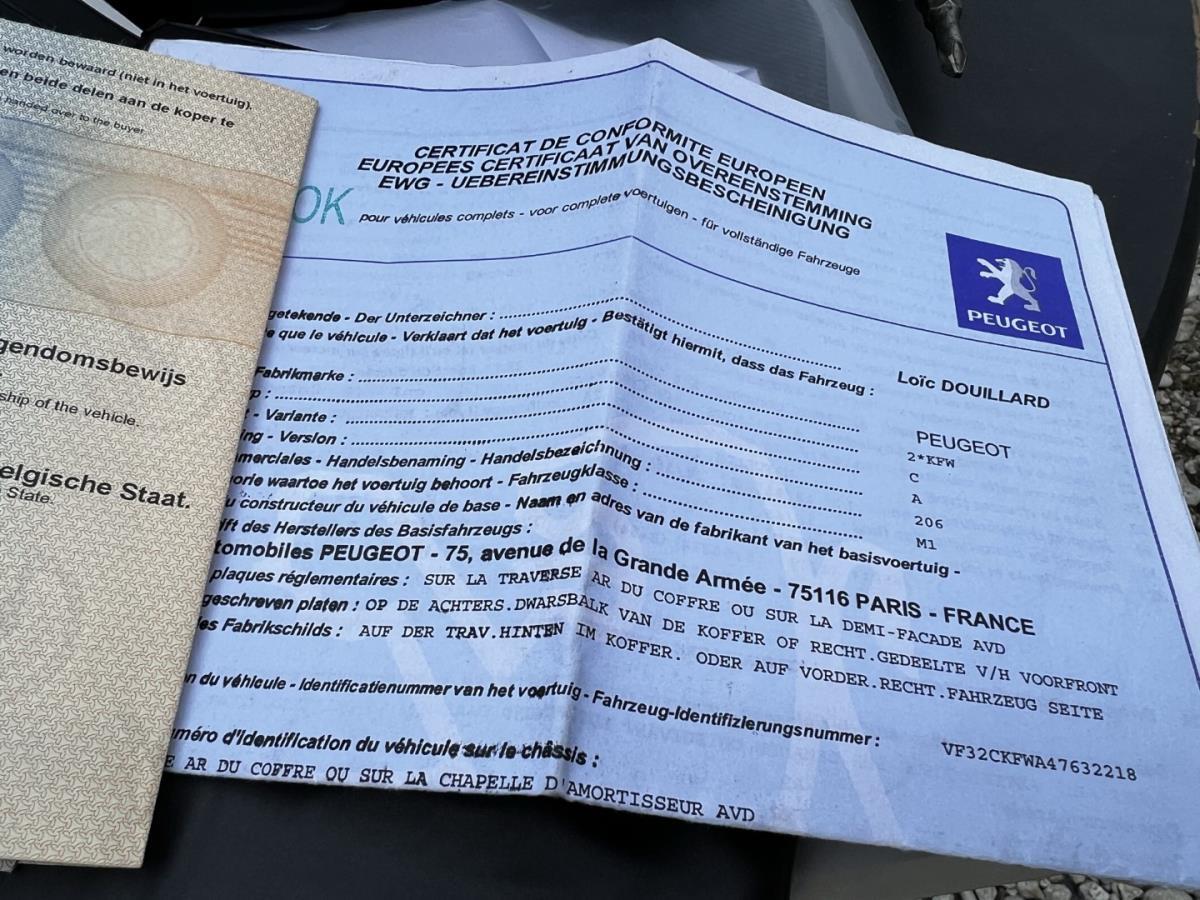 worden bewaard (niet in het voertuig).
en beide delen aan de koper te
handed over to the buyer
gendomsbewijs
ship of the vehicle.
elgische Staat.
State.
CERTIFICAT DE CONFORMITE EUROPEEN
EUROPEES CERTIFICAAT VAN OVEREENSTEMMING
EWG - UEBEREINSTIMMUNGSBESCHEINIGUNG
OK
pour véhicules complets - voor complete voertuigen - für vollständige Fahrzeuge
PEUGEOT
getekende - Der Unterzeichner :
e que le véhicule - Verklaart dat het voertuig - Bestätigt hiermit, dass das Fahrzeug : Loïc DOUILLARD
Fabrikmarke : PEUGEOT
p : 2*KFW
t - Variante : C
ing - Version : A
merciales - Handelsbenaming - Handelsbezeichnung : 206
orie waartoe het voertuig behoort - Fahrzeugklasse : M1
u constructeur du véhicule de base - Naam en adres van de fabrikant van het basisvoertuig -
ift des Herstellers des Basisfahrzeugs :
tomobiles PEUGEOT - 75, avenue de la Grande Armée - 75116 PARIS - FRANCE
plaques réglementaires : SUR LA TRAVERSE AR DU COFFRE OU SUR LA DEMI-FACADE AVD
geschreven platen : OP DE ACHTERS.DWARSBALK VAN DE KOFFER OF RECHT.GEDEELTE V/H VOORFRONT
es Fabrikschilds : AUF DER TRAV.HINTEN IM KOFFER. ODER AUF VORDER.RECHT.FAHRZEUG SEITE
n du véhicule - Identificatienummer van het voertuig - Fahrzeug-Identifizierungsnummer : VF32CKFWA47632218
uméro d'identification du véhicule sur le châssis :
E AR DU COFFRE OU SUR LA CHAPELLE D'AMORTISSEUR AVD